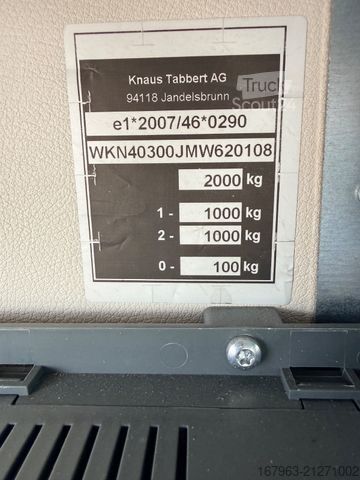 Knaus Tabbert AG
94118 Jandelsbrunn
Truck
Scout24
e1*2007/46*0290
WKN40300JMW620108
2000 kg
1 - 1000 kg
2 - 1000 kg
0 - 100 kg
167963-21271002